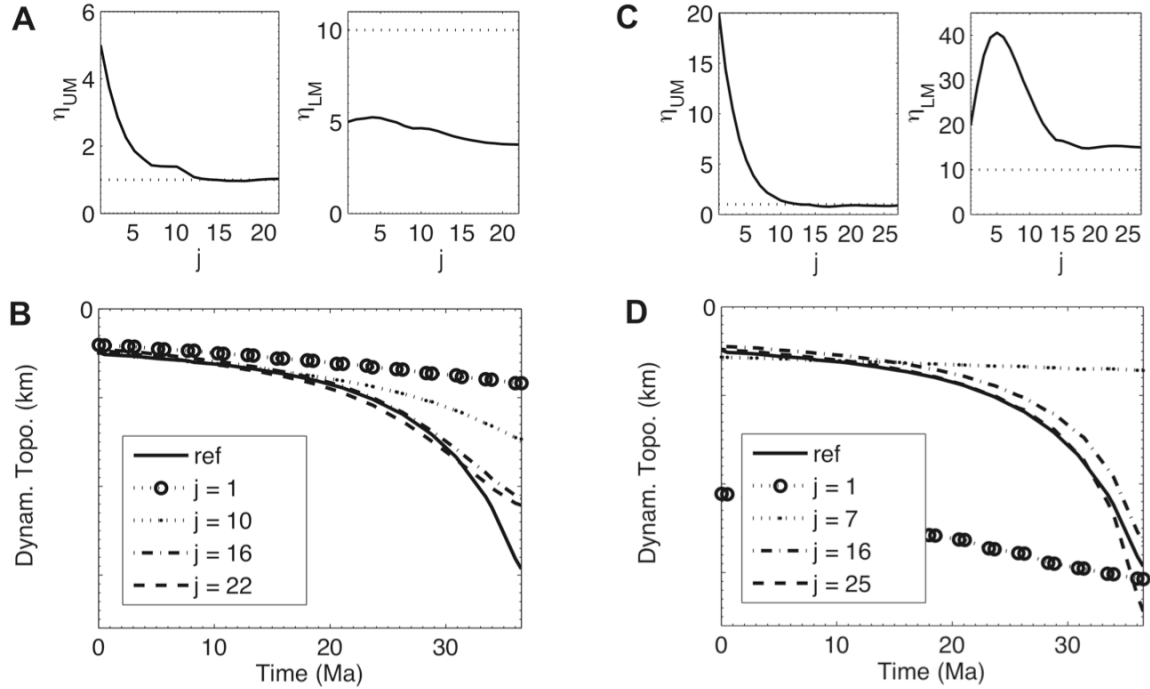 A
6
4
2
0
η_UM
5 10 15 20
j
10
5
0
η_LM
5 10 15 20
j
C
20
15
10
5
0
η_UM
5 10 15 20 25
j
40
30
20
10
0
η_LM
5 10 15 20 25
j
B
0
Dynam. Topo. (km)
ref
j = 1
j = 10
j = 16
j = 22
0 10 20 30
Time (Ma)
D
0
Dynam. Topo. (km)
ref
j = 1
j = 7
j = 16
j = 25
0 10 20 30
Time (Ma)